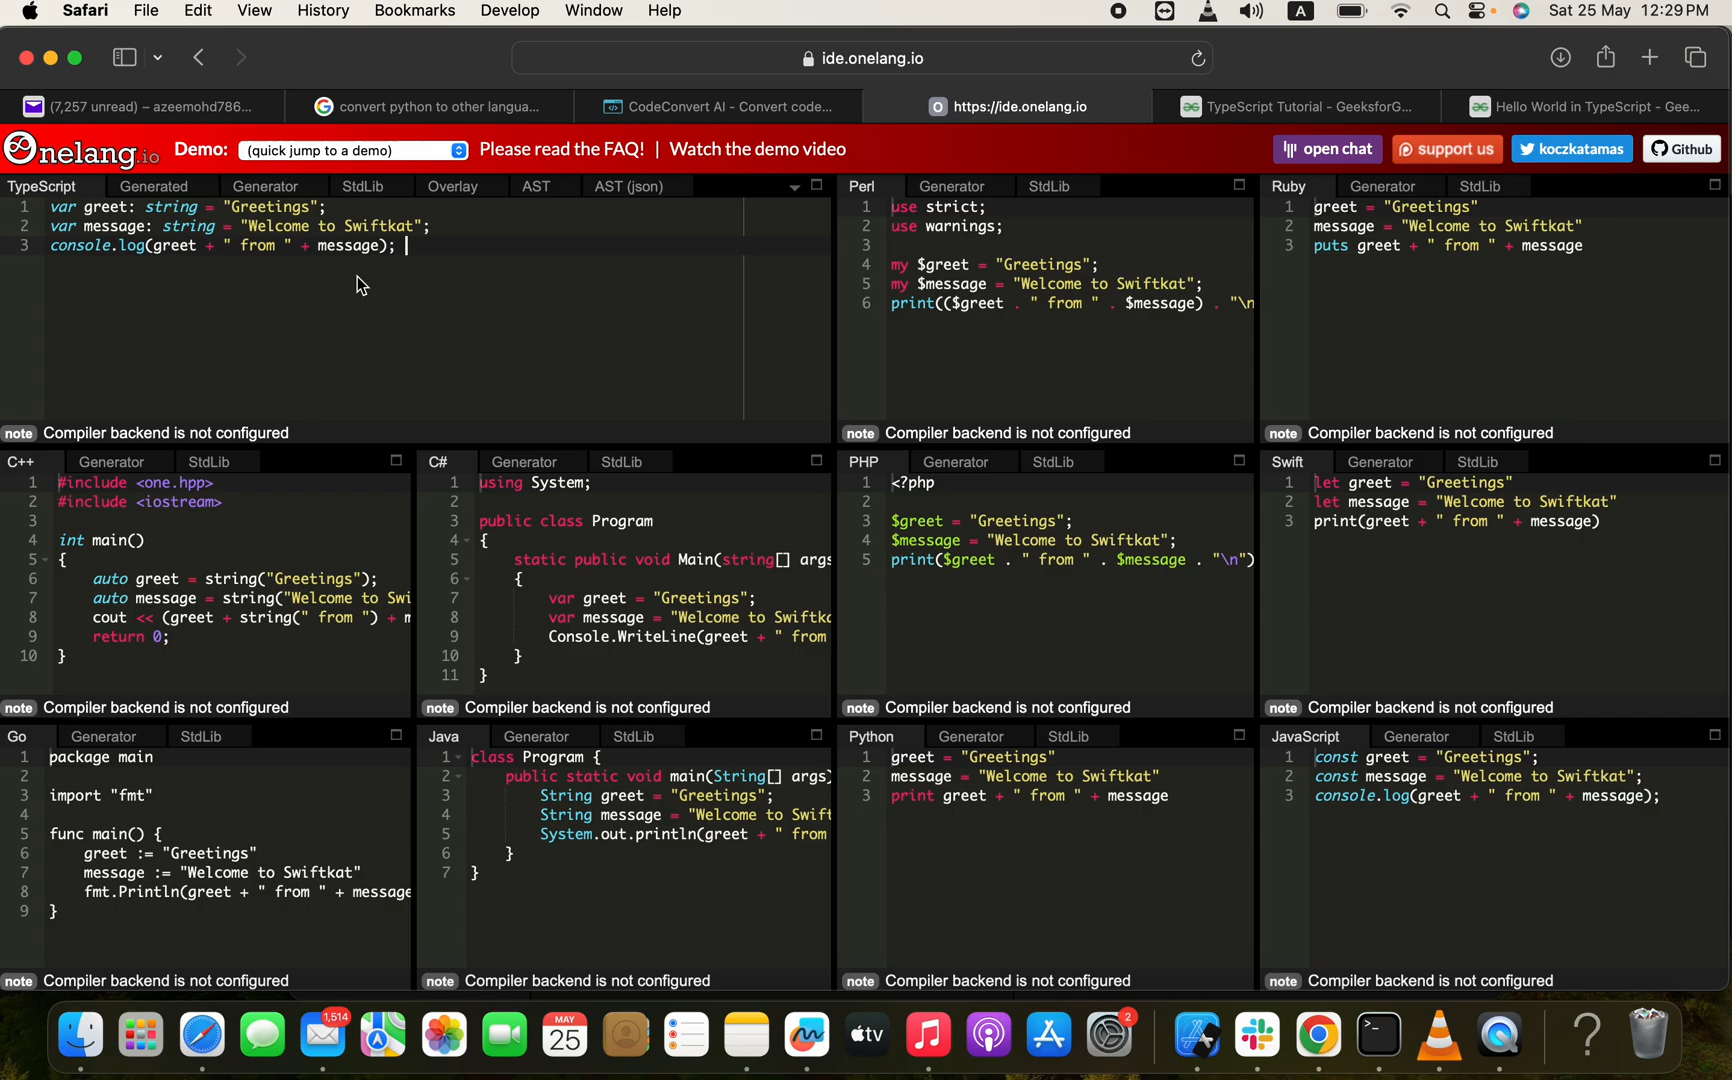 Safari File Edit View History Bookmarks Develop Window Help A Sat 25 May 12:29 PM
ide.onelang.io
(7,257 unread) – azeemohd786... convert python to other langua... CodeConvert AI - Convert code... https://ide.onelang.io TypeScript Tutorial - GeeksforG... Hello World in TypeScript - Gee...
Onelang.io Demo: (quick jump to a demo) Please read the FAQ! | Watch the demo video open chat support us koczkatamas Github
TypeScript Generated Generator StdLib Overlay AST AST (json)
1 var greet: string = "Greetings";
2 var message: string = "Welcome to Swiftkat";
3 console.log(greet + " from " + message);
note Compiler backend is not configured
Perl Generator StdLib
1 use strict;
2 use warnings;
3
4 my $greet = "Greetings";
5 my $message = "Welcome to Swiftkat";
6 print(($greet . " from " . $message) . "\n
note Compiler backend is not configured
Ruby Generator StdLib
1 greet = "Greetings"
2 message = "Welcome to Swiftkat"
3 puts greet + " from " + message
note Compiler backend is not configured
C++ Generator StdLib
1 #include <one.hpp>
2 #include <iostream>
3
4 int main()
5 {
6 auto greet = string("Greetings");
7 auto message = string("Welcome to Swi
8 cout << (greet + string(" from ") + m
9 return 0;
10 }
note Compiler backend is not configured
C# Generator StdLib
1 using System;
2
3 public class Program
4 {
5 static public void Main(string[] args
6 {
7 var greet = "Greetings";
8 var message = "Welcome to Swiftka
9 Console.WriteLine(greet + " from
10 }
11 }
note Compiler backend is not configured
PHP Generator StdLib
1 <?php
2
3 $greet = "Greetings";
4 $message = "Welcome to Swiftkat";
5 print($greet . " from " . $message . "\n")
note Compiler backend is not configured
Swift Generator StdLib
1 let greet = "Greetings"
2 let message = "Welcome to Swiftkat"
3 print(greet + " from " + message)
note Compiler backend is not configured
Go Generator StdLib
1 package main
2
3 import "fmt"
4
5 func main() {
6 greet := "Greetings"
7 message := "Welcome to Swiftkat"
8 fmt.Println(greet + " from " + message
9 }
note Compiler backend is not configured
Java Generator StdLib
1 class Program {
2 public static void main(String[] args)
3 String greet = "Greetings";
4 String message = "Welcome to Swift
5 System.out.println(greet + " from
6 }
7 }
note Compiler backend is not configured
Python Generator StdLib
1 greet = "Greetings"
2 message = "Welcome to Swiftkat"
3 print greet + " from " + message
note Compiler backend is not configured
JavaScript Generator StdLib
1 const greet = "Greetings";
2 const message = "Welcome to Swiftkat";
3 console.log(greet + " from " + message);
note Compiler backend is not configured
1,514 MAY 25 tv 2